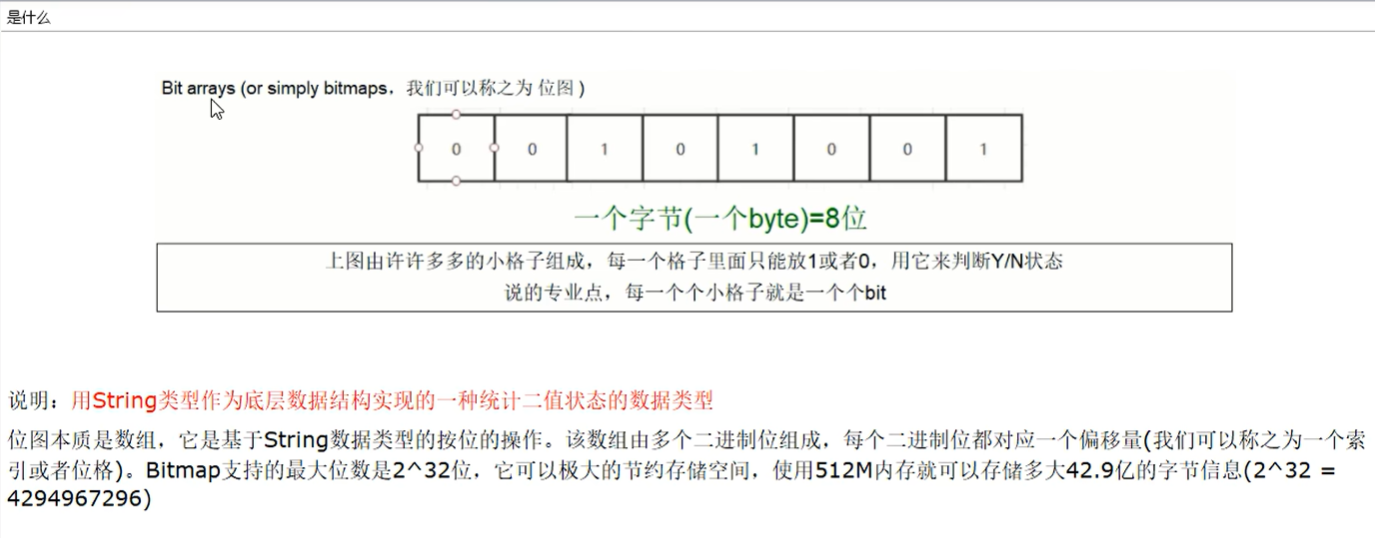 是什么
Bit arrays (or simply bitmaps，我们可以称之为 位图 )
0 0 1 0 1 0 0 1
一个字节(一个byte)=8位
上图由许许多多的小格子组成，每一个格子里面只能放1或者0，用它来判断Y/N状态
说的专业点，每一个个小格子就是一个个bit
说明：用String类型作为底层数据结构实现的一种统计二值状态的数据类型
位图本质是数组，它是基于String数据类型的按位的操作。该数组由多个二进制位组成，每个二进制位都对应一个偏移量(我们可以称之为一个索
引或者位格)。Bitmap支持的最大位数是2^32位，它可以极大的节约存储空间，使用512M内存就可以存储多大42.9亿的字节信息(2^32 =
4294967296)